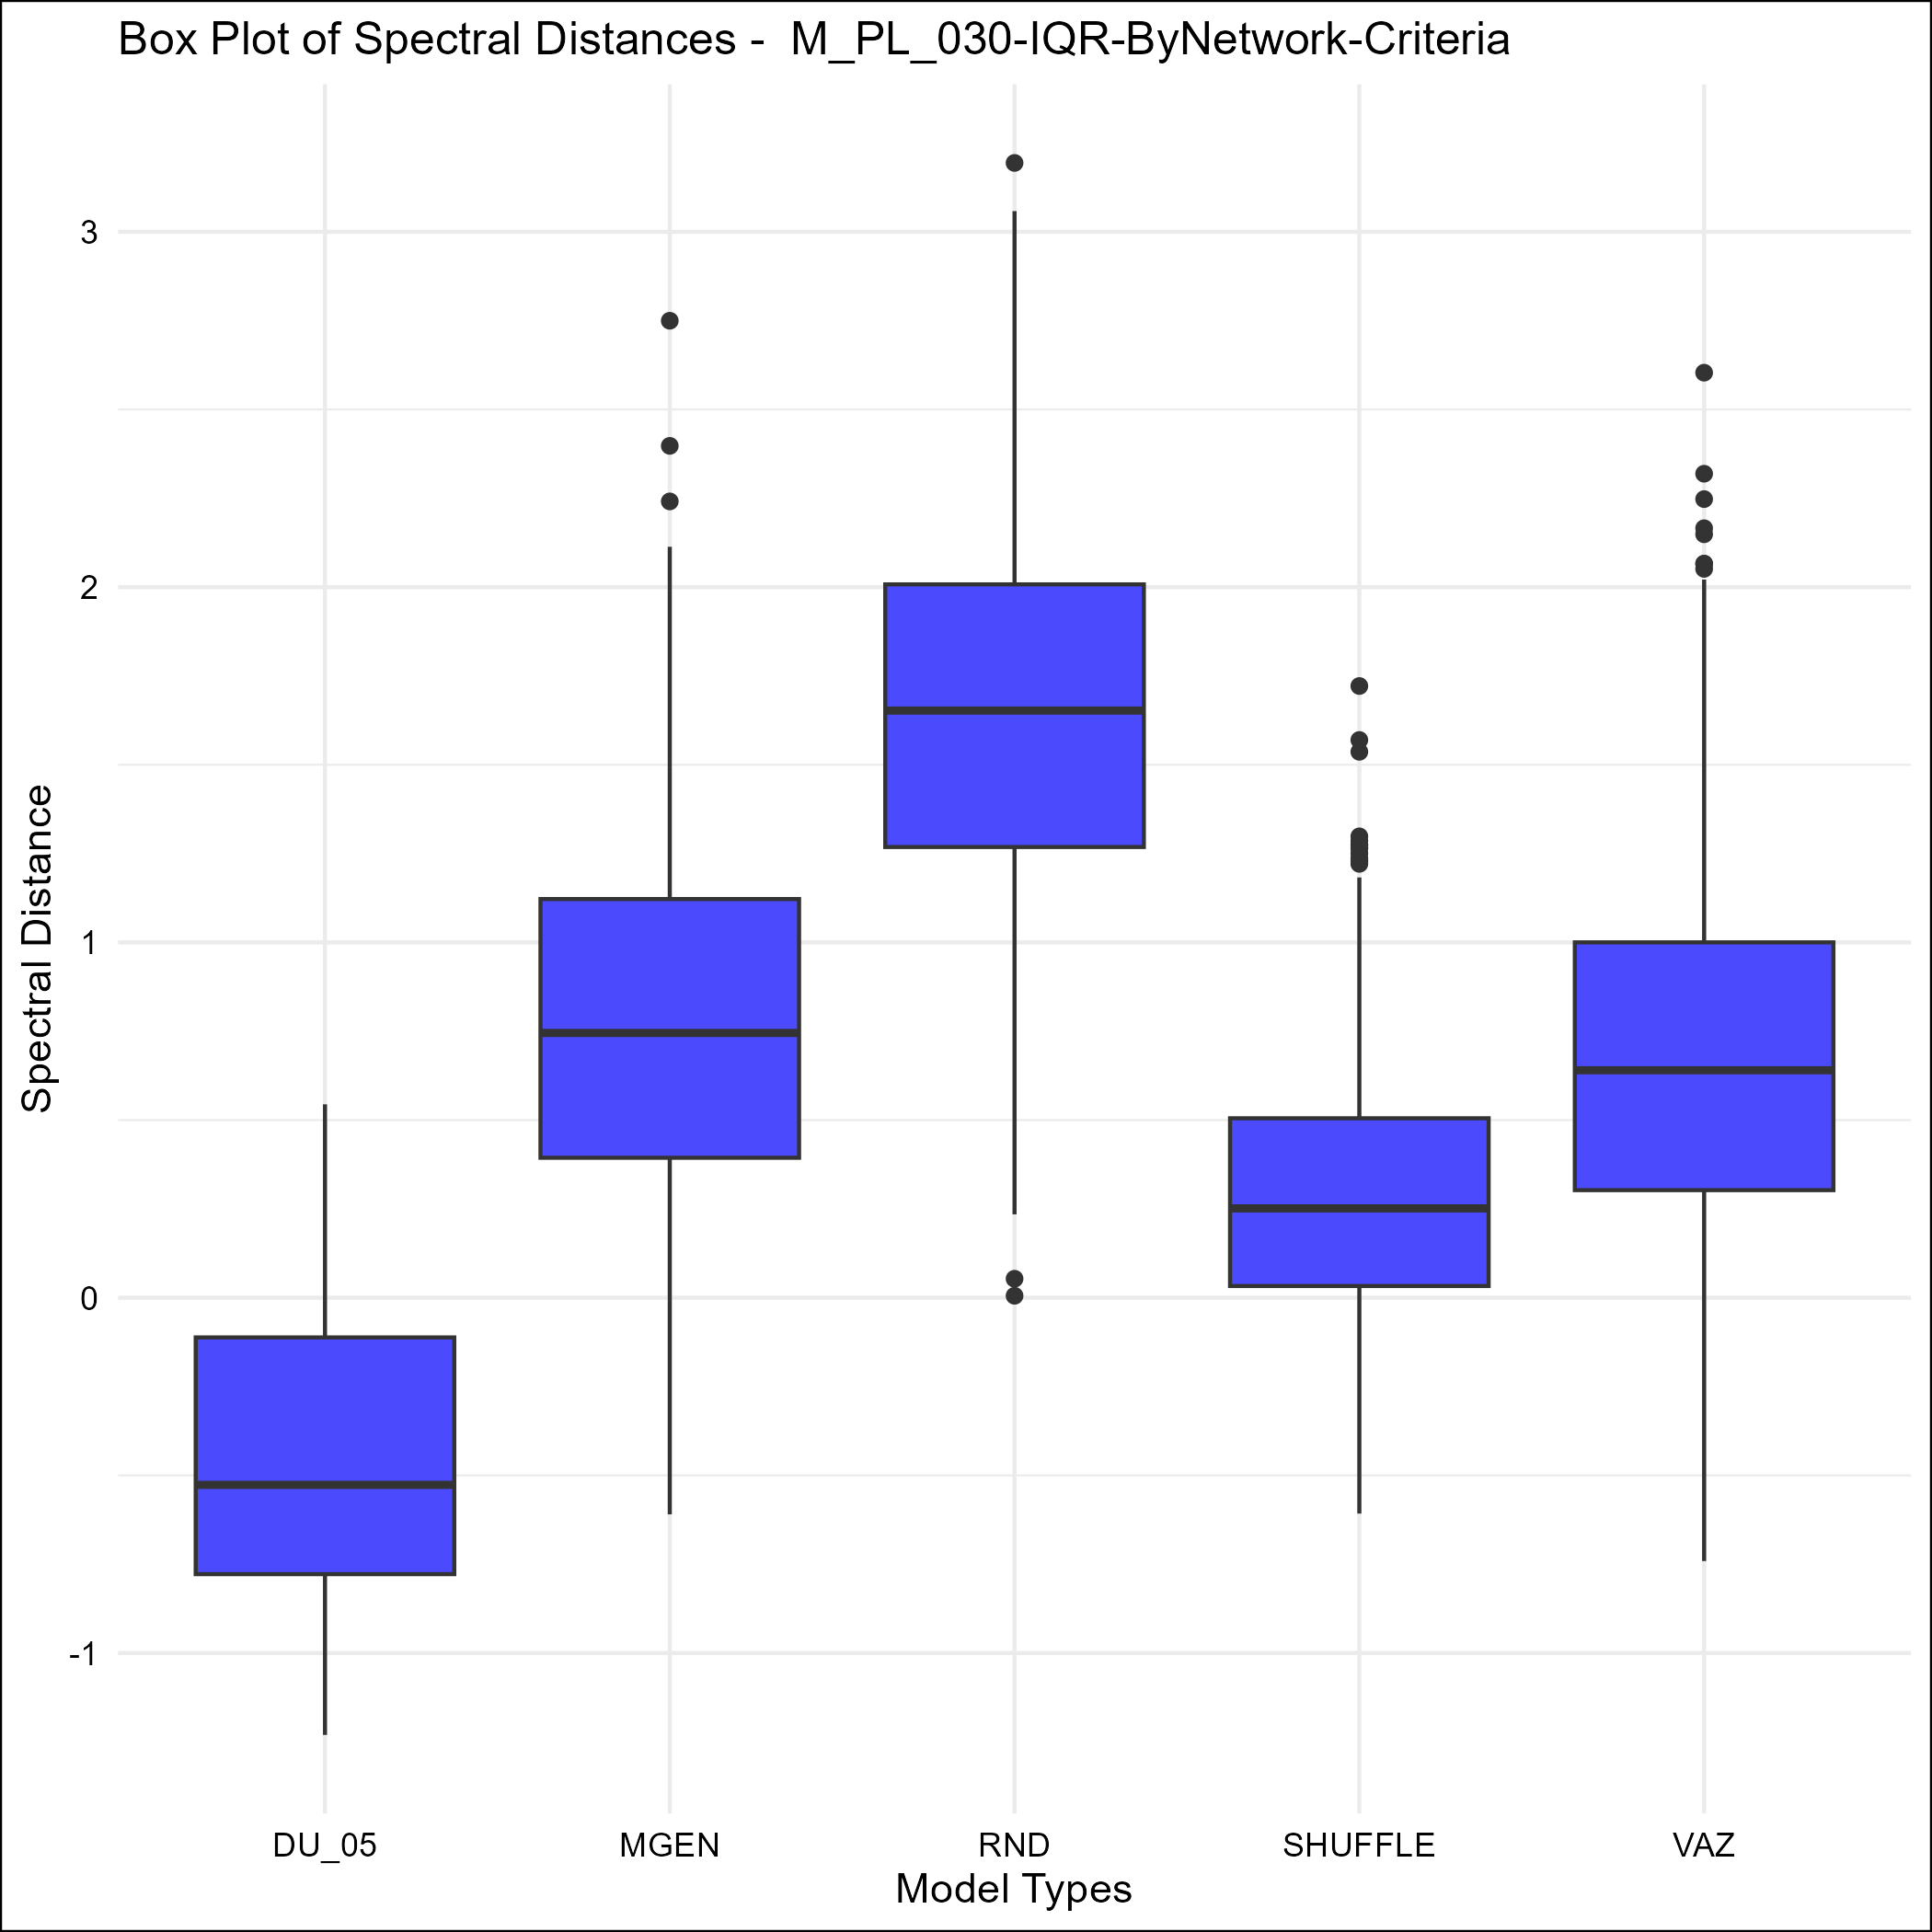 Box Plot of Spectral Distances -  M_PL_030-IQR-ByNetwork-Criteria
Spectral Distance
3
2
1
0
-1
DU_05 MGEN RND SHUFFLE VAZ
Model Types